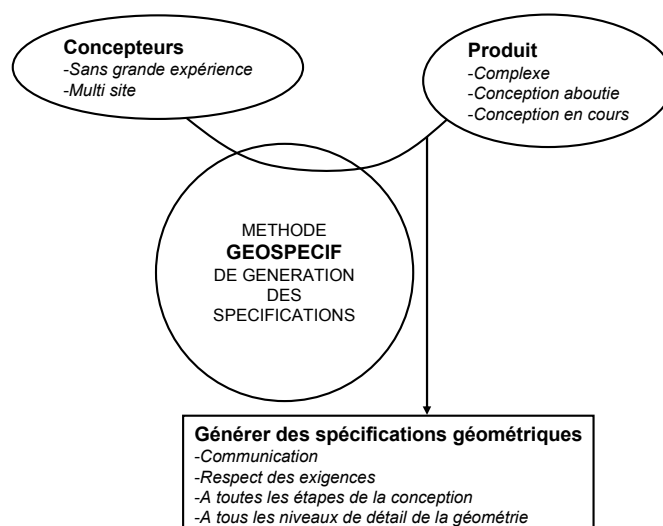 Concepteurs
-Sans grande expérience
-Multi site
Produit
-Complexe
-Conception aboutie
-Conception en cours
METHODE
GEOSPECIF
DE GENERATION
DES
SPECIFICATIONS
Générer des spécifications géométriques
-Communication
-Respect des exigences
-A toutes les étapes de la conception
-A tous les niveaux de détail de la géométrie